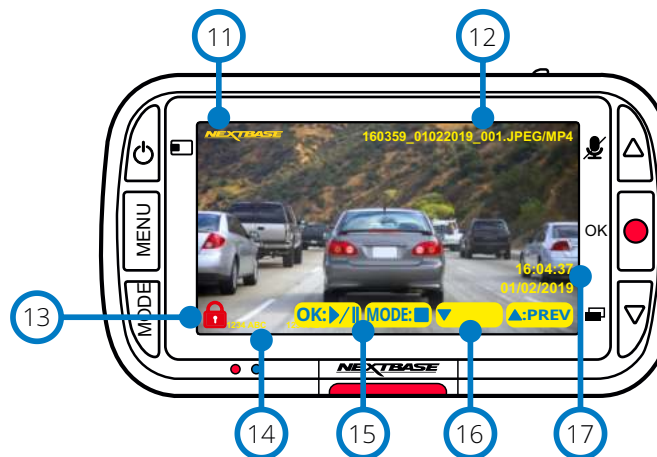 11
12
NEXTBASE
160359_01022019_001.JPEG/MP4
MENU
OK
16:04:37
01/02/2019
MODE
13
OK: MODE: :PREV
NEXTBASE
14
15
16
17